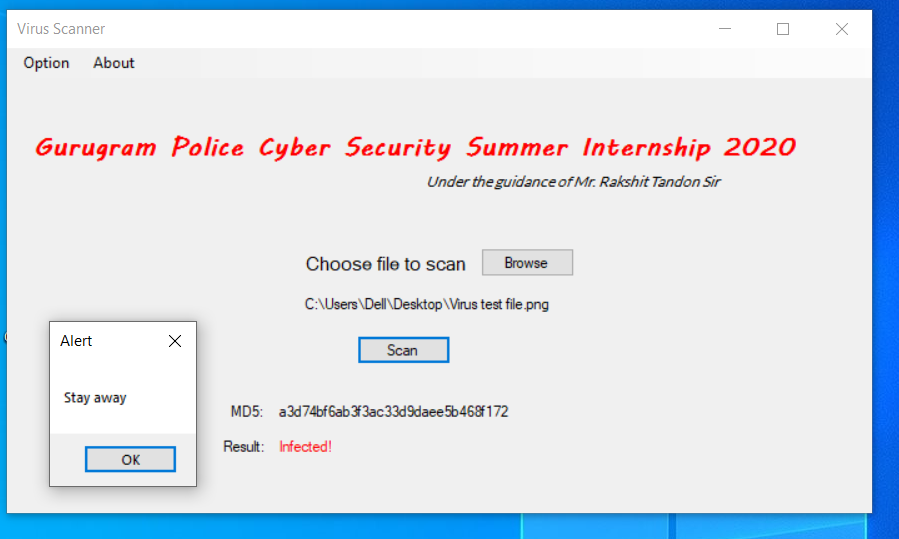 Virus Scanner
Option About
Gurugram Police Cyber Security Summer Internship 2020
Under the guidance of Mr. Rakshit Tandon Sir
Choose file to scan Browse
C:\Users\Dell\Desktop\Virus test file.png
Scan
Alert
Stay away
OK
MD5: a3d74bf6ab3f3ac33d9daee5b468f172
Result: Infected!